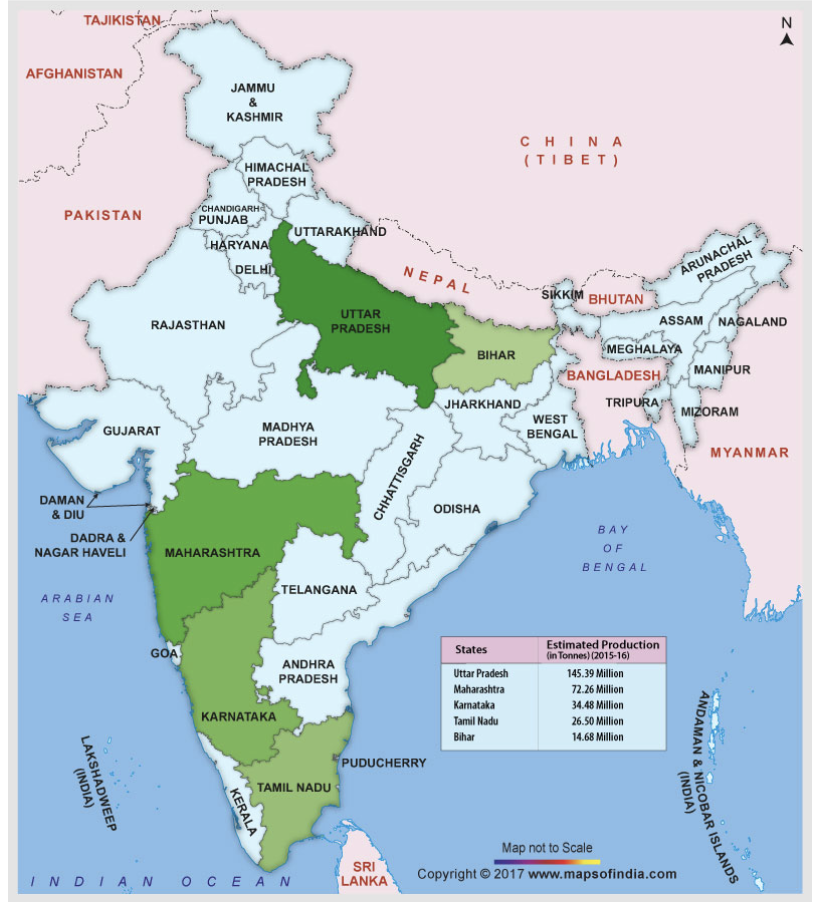 TAJIKISTAN
N
AFGHANISTAN
JAMMU
&
KASHMIR
C H I N A
(TIBET)
HIMACHAL
PRADESH
PAKISTAN
CHANDIGARH
PUNJAB
UTTARAKHAND
HARYANA
DELHI
NEPAL
ARUNACHAL
PRADESH
SIKKIM
BHUTAN
UTTAR
PRADESH
RAJASTHAN
ASSAM
NAGALAND
BIHAR
MEGHALAYA
MANIPUR
BANGLADESH
JHARKHAND
TRIPURA
MIZORAM
GUJARAT
MADHYA
PRADESH
WEST
BENGAL
MYANMAR
CHHATTISGARH
DAMAN
& DIU
ODISHA
DADRA &
NAGAR HAVELI
MAHARASHTRA
BAY
OF
BENGAL
ARABIAN
SEA
TELANGANA
GOA
ANDHRA
PRADESH
States Estimated Production
(in Tonnes) (2015-16)
Uttar Pradesh 145.39 Million
Maharashtra 72.26 Million
Karnataka 34.48 Million
Tamil Nadu 26.50 Million
Bihar 14.68 Million
KARNATAKA
LAKSHADWEEP
(INDIA)
PUDUCHERRY
TAMIL NADU
KERALA
ANDAMAN & NICOBAR ISLANDS
(INDIA)
Map not to Scale
SRI
LANKA
Copyright © 2017 www.mapsofindia.com
INDIAN OCEAN